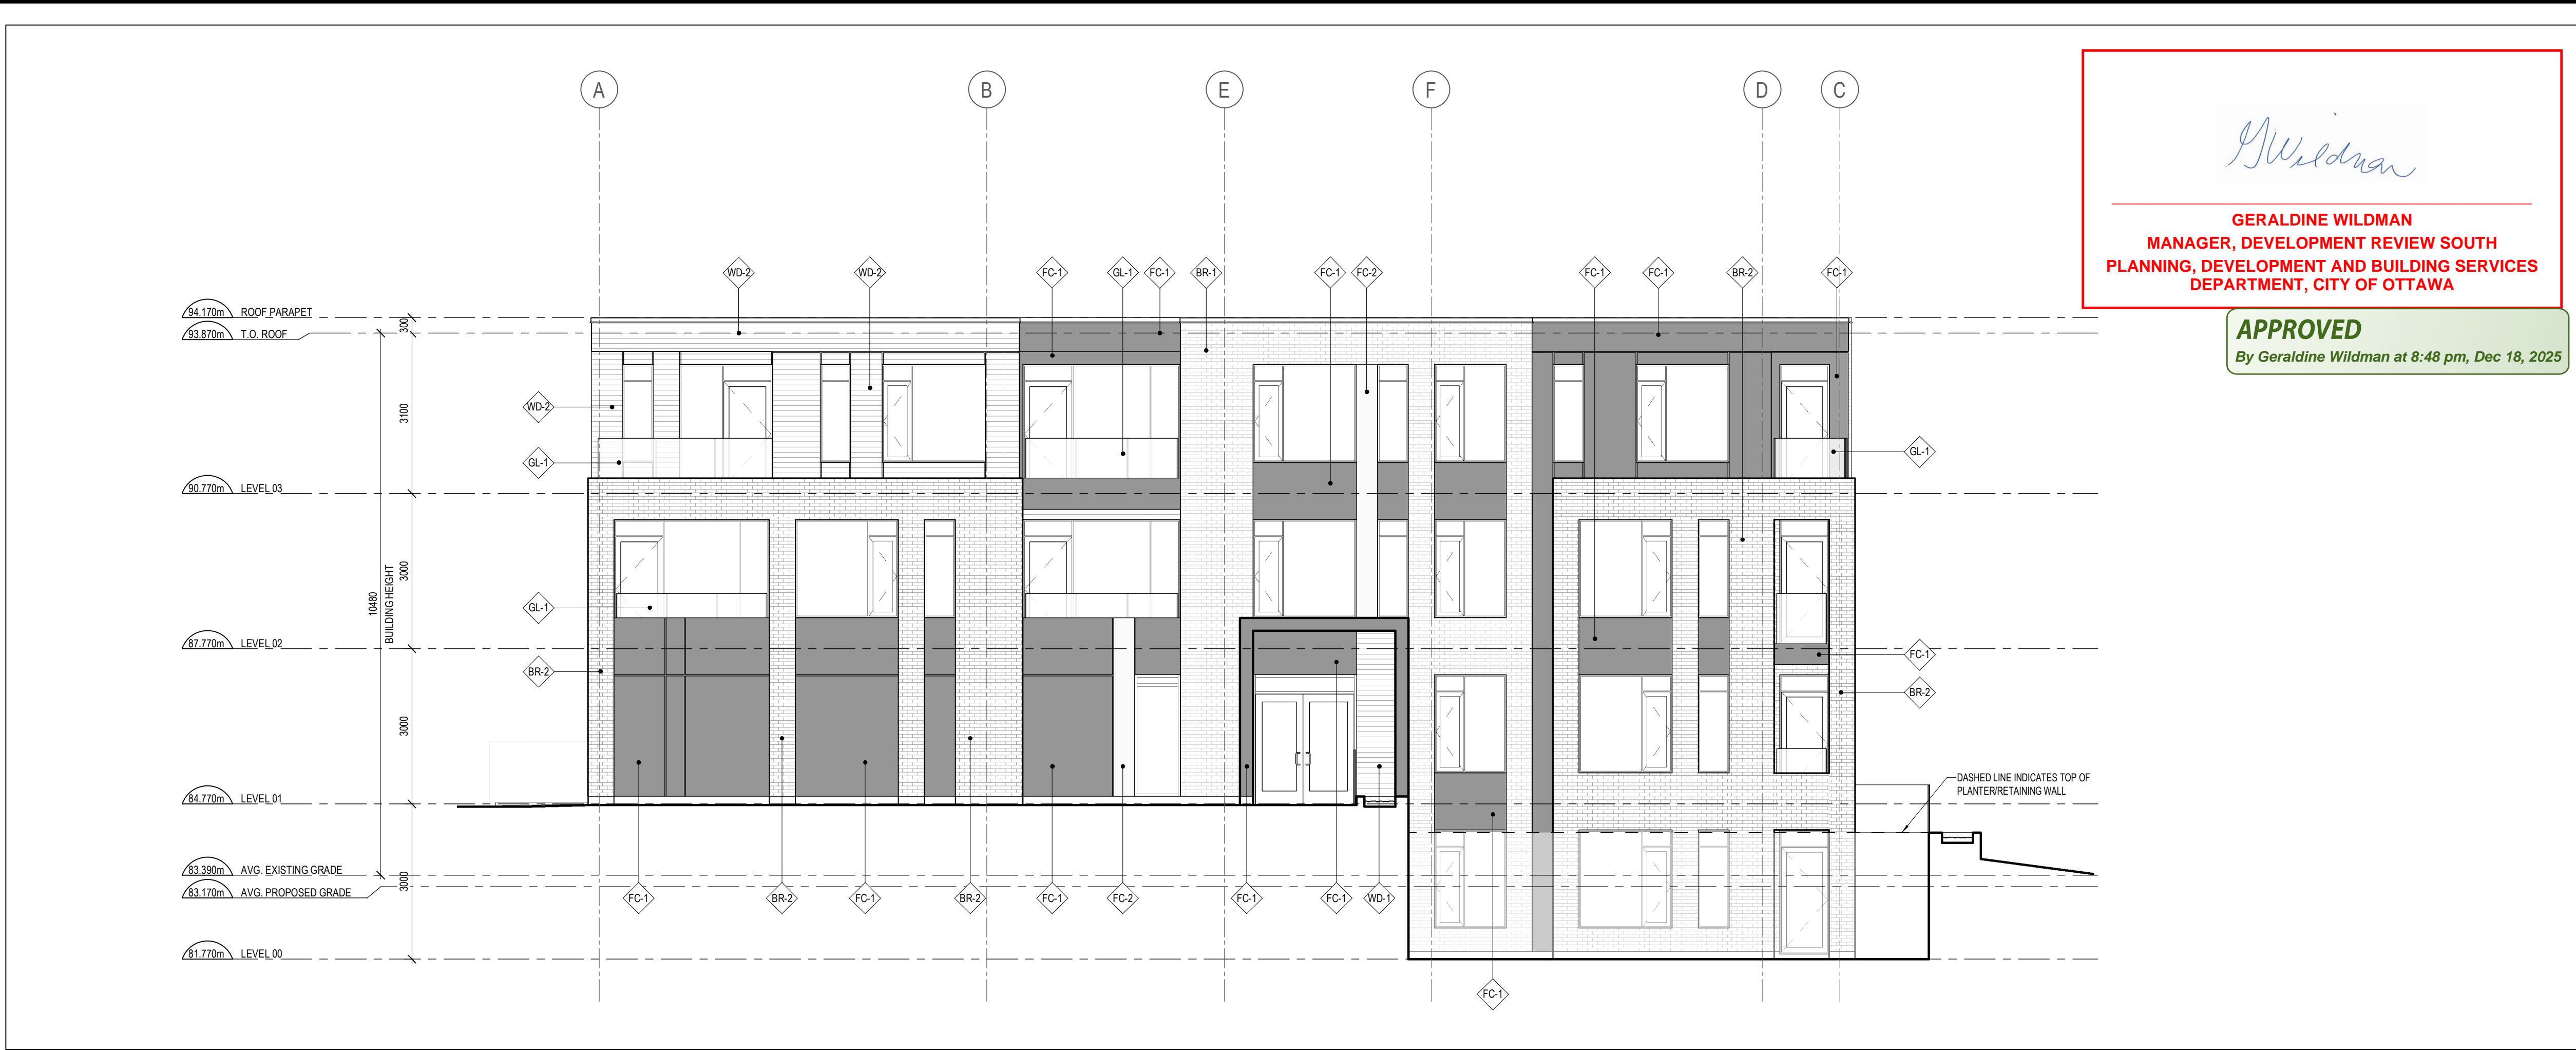 A
B
E
F
D
C
GWildman
GERALDINE WILDMAN
MANAGER, DEVELOPMENT REVIEW SOUTH
PLANNING, DEVELOPMENT AND BUILDING SERVICES
DEPARTMENT, CITY OF OTTAWA
APPROVED
By Geraldine Wildman at 8:48 pm, Dec 18, 2025
WD-2
WD-2
FC-1
GL-1
FC-1
BR-1
FC-1
FC-2
FC-1
FC-1
BR-2
FC-1
94.170m ROOF PARAPET
93.870m T.O. ROOF
300
3100
WD-2
GL-1
GL-1
90.770m LEVEL 03
3000
10480
BUILDING HEIGHT
GL-1
87.770m LEVEL 02
BR-2
FC-1
BR-2
3000
84.770m LEVEL 01
DASHED LINE INDICATES TOP OF
PLANTER/RETAINING WALL
83.390m AVG. EXISTING GRADE
83.170m AVG. PROPOSED GRADE
3000
FC-1
BR-2
FC-1
BR-2
FC-1
FC-2
FC-1
FC-1
WD-1
81.770m LEVEL 00
FC-1